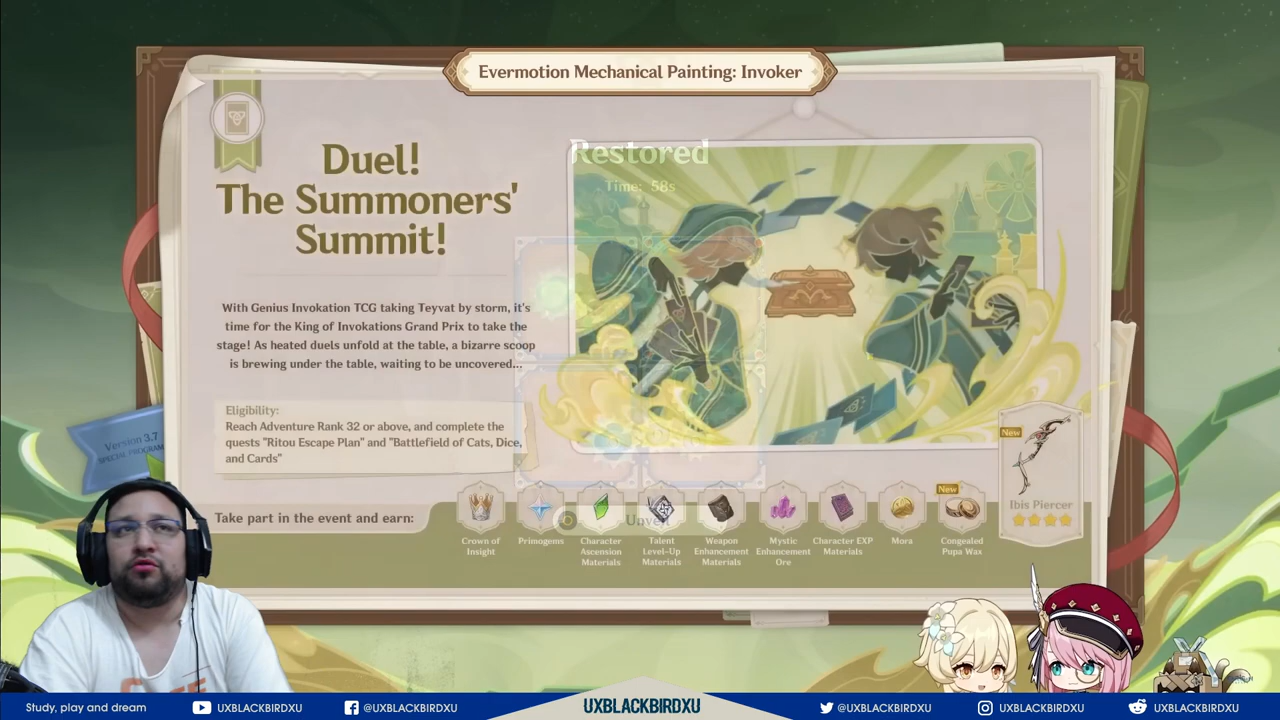 Evermotion Mechanical Painting: Invoker
Duel!
The Summoners'
Summit!
Restored
Time: 58s
With Genius Invokation TCG taking Teyvat by storm, it's
time for the King of Invokations Grand Prix to take the
stage! As heated duels unfold at the table, a bizarre scoop
is brewing under the table, waiting to be uncovered...
Eligibility:
Reach Adventure Rank 32 or above, and complete the
quests "Ritou Escape Plan" and "Battlefield of Cats, Dice,
and Cards"
Version 3.7
SPECIAL PROGRAM
New
Ibis Piercer
Take part in the event and earn:
Unveil
New
Crown of
Insight
Primogems
Character
Ascension
Materials
Talent
Level-Up
Materials
Weapon
Enhancement
Materials
Mystic
Enhancement
Ore
Character EXP
Materials
Mora
Congealed
Pupa Wax
Study, play and dream
UXBLACKBIRDXU
@UXBLACKBIRDXU
UXBLACKBIRDXU
@UXBLACKBIRDXU
UXBLACKBIRDXU
UXBLACKBIRDXU